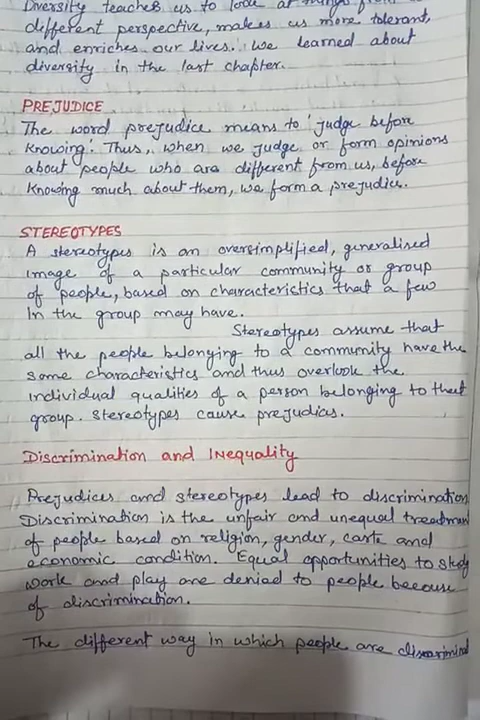 Diversity teaches us to look at things from a
different perspective, makes us more tolerant,
and enriches our lives. we learned about
diversity in the last chapter.
PREJUDICE
The word prejudice means to 'judge before
knowing'. Thus, when we judge or form opinions
about people who are different from us, before
knowing much about them, we form a prejudice.
STEREOTYPES
A stereotypes is an oversimplified, generalised
image of a particular community or group
of people, based on characteristics that a few
in the group may have.
Stereotypes assume that
all the people belonging to a community have the
same characteristics and thus overlook the
individual qualities of a person belonging to that
group. Stereotypes cause prejudices.
Discrimination and Inequality
Prejudices and stereotypes lead to discrimination
Discrimination is the unfair and unequal treatment
of people based on religion, gender, caste and
economic condition. Equal opportunities to study
work and play are denied to people because
of discrimination.
The different way in which people are discriminat